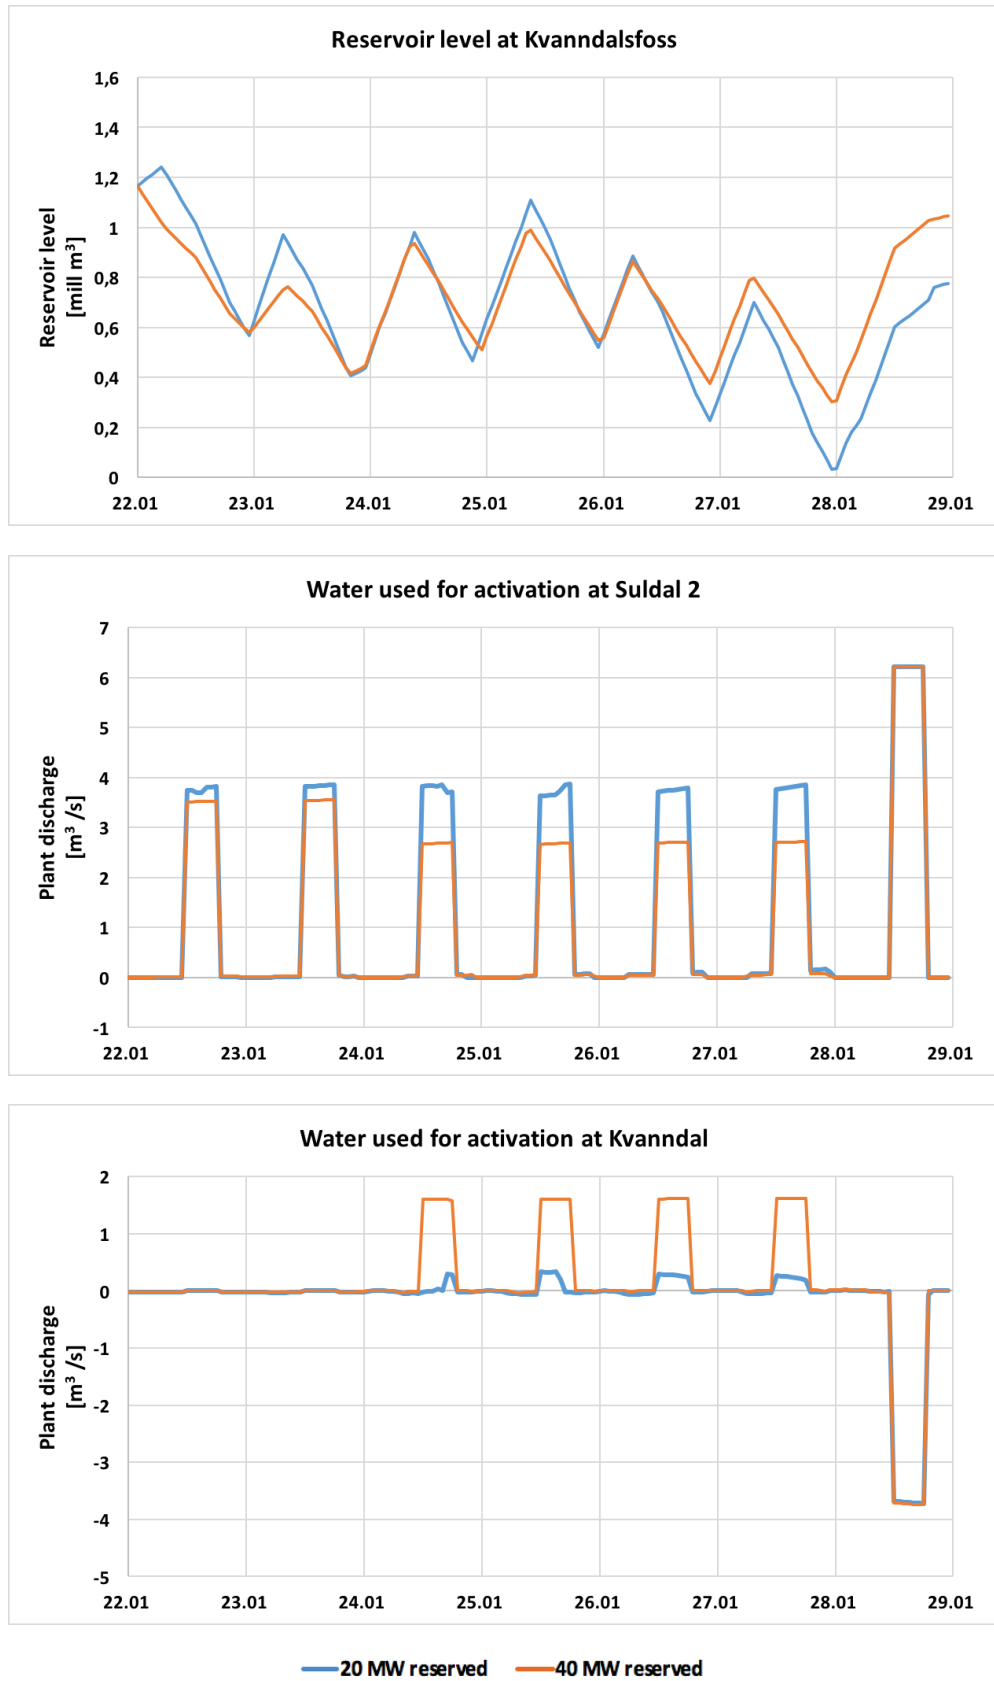 Reservoir level at Kvanndalsfoss
Reservoir level
[mill m³]
1,6
1,4
1,2
1
0,8
0,6
0,4
0,2
0
22.01 23.01 24.01 25.01 26.01 27.01 28.01 29.01
Water used for activation at Suldal 2
Plant discharge
[m³ /s]
7
6
5
4
3
2
1
0
-1
22.01 23.01 24.01 25.01 26.01 27.01 28.01 29.01
Water used for activation at Kvanndal
Plant discharge
[m³ /s]
2
1
0
-1
-2
-3
-4
-5
22.01 23.01 24.01 25.01 26.01 27.01 28.01 29.01
20 MW reserved 40 MW reserved